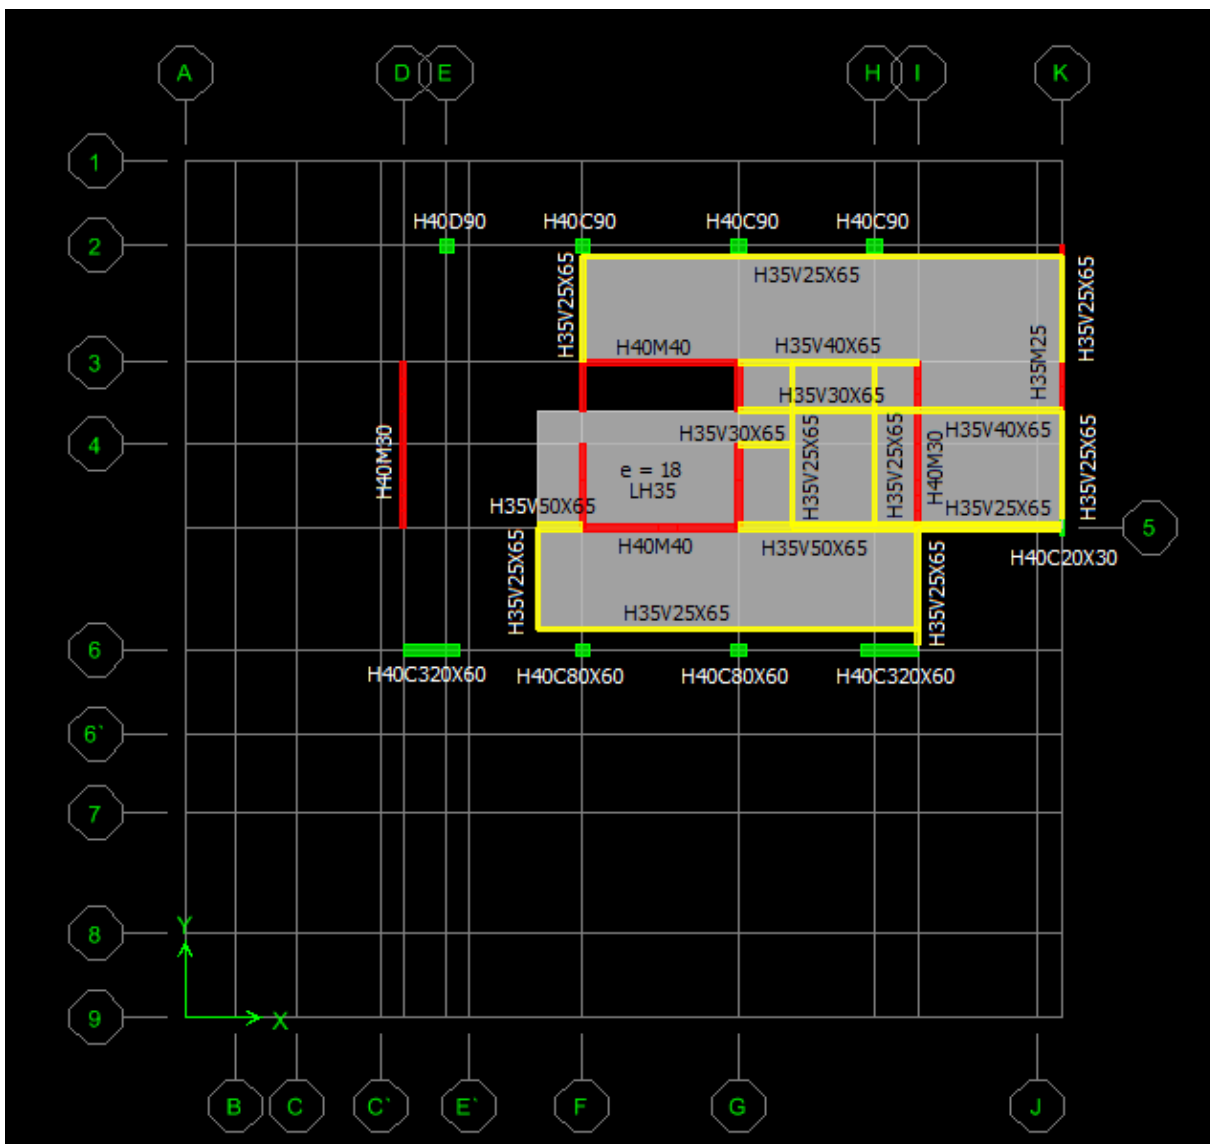 A
D
E
H
I
K
1
H40D90
H40C90
H40C90
H40C90
2
H35V25X65
H35V25X65
H35V25X65
3
H40M40
H35V40X65
H35M25
H35V30X65
4
H40M30
H35V30X65
H35V25X65
H35V25X65
H40M30
H35V40X65
H35V25X65
e = 18
LH35
H35V50X65
H35V25X65
5
H40M40
H35V50X65
H40C20X30
H35V25X65
H35V25X65
H35V25X65
6
H40C320X60
H40C80X60
H40C80X60
H40C320X60
6`
7
8
Y
9
X
B
C
C`
E`
F
G
J